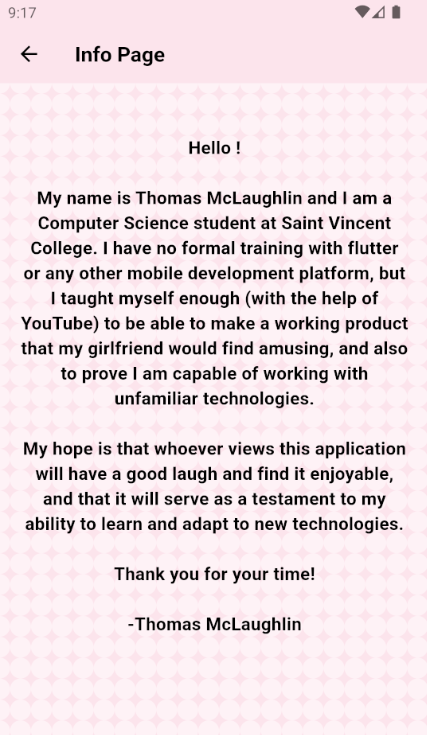 9:17
Info Page
Hello !
My name is Thomas McLaughlin and I am a
Computer Science student at Saint Vincent
College. I have no formal training with flutter
or any other mobile development platform, but
I taught myself enough (with the help of
YouTube) to be able to make a working product
that my girlfriend would find amusing, and also
to prove I am capable of working with
unfamiliar technologies.
My hope is that whoever views this application
will have a good laugh and find it enjoyable,
and that it will serve as a testament to my
ability to learn and adapt to new technologies.
Thank you for your time!
-Thomas McLaughlin